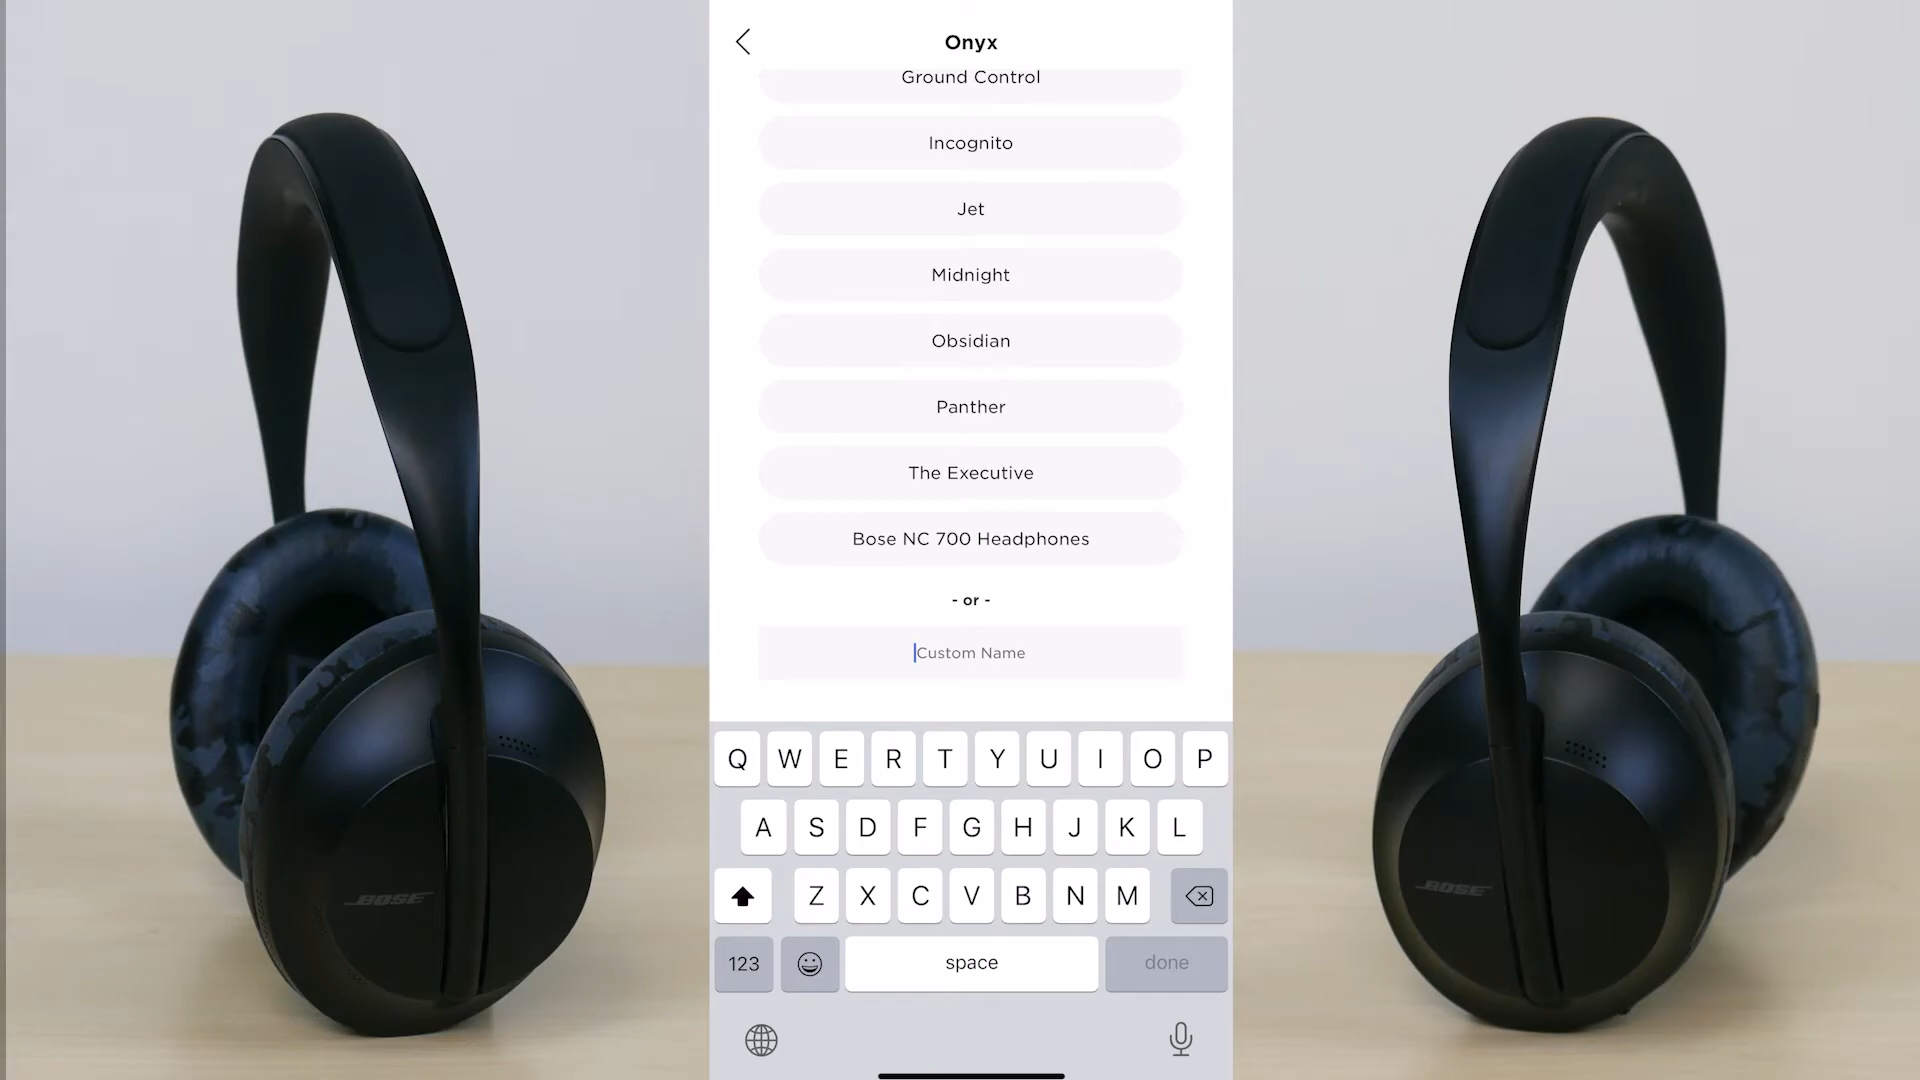 Onyx
Ground Control
Incognito
Jet
Midnight
Obsidian
Panther
The Executive
Bose NC 700 Headphones
- or -
Custom Name
Q W E R T Y U I O P
A S D F G H J K L
Z X C V B N M
123 space done
BOSE
BOSE